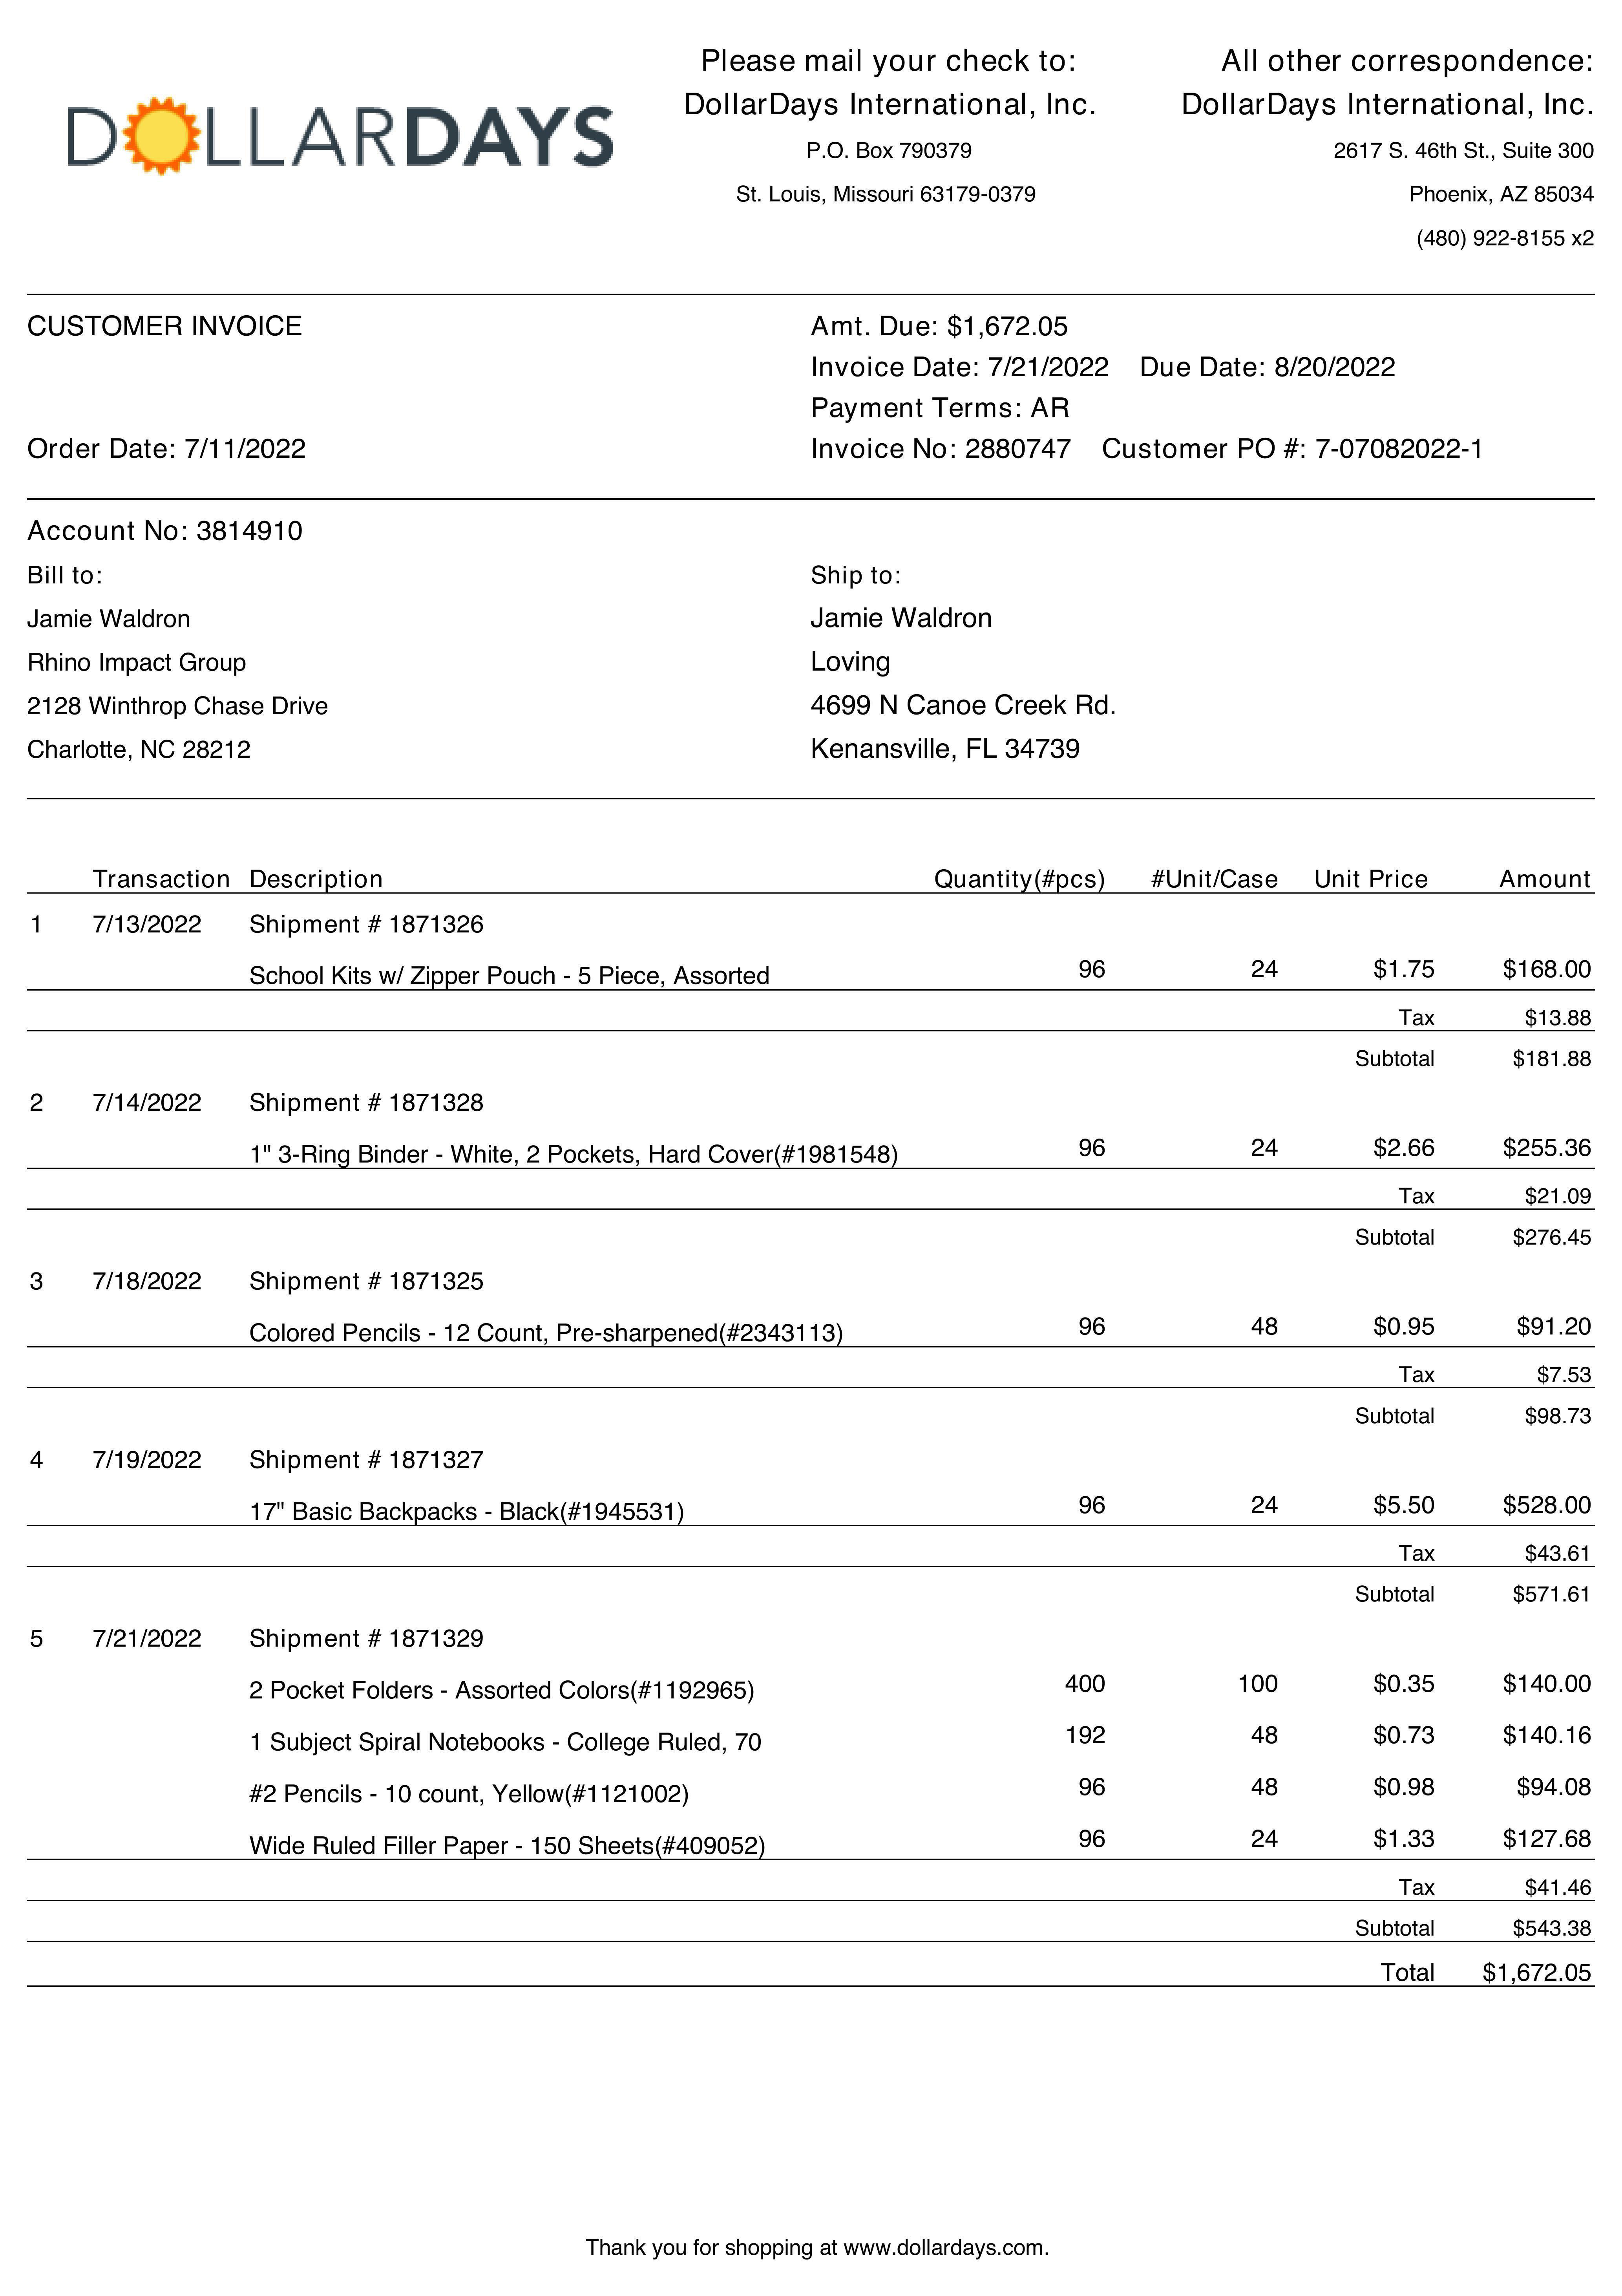 DOLLARDAYS
Please mail your check to:
DollarDays International, Inc.
P.O. Box 790379
St. Louis, Missouri 63179-0379
All other correspondence:
DollarDays International, Inc.
2617 S. 46th St., Suite 300
Phoenix, AZ 85034
(480) 922-8155 x2
CUSTOMER INVOICE
Order Date: 7/11/2022
Amt. Due: $1,672.05
Invoice Date: 7/21/2022 Due Date: 8/20/2022
Payment Terms: AR
Invoice No: 2880747 Customer PO #: 7-07082022-1
Account No: 3814910
Bill to:
Jamie Waldron
Rhino Impact Group
2128 Winthrop Chase Drive
Charlotte, NC 28212
Ship to:
Jamie Waldron
Loving
4699 N Canoe Creek Rd.
Kenansville, FL 34739
Transaction Description Quantity(#pcs) #Unit/Case Unit Price Amount
1 7/13/2022 Shipment # 1871326
School Kits w/ Zipper Pouch - 5 Piece, Assorted 96 24 $1.75 $168.00
Tax $13.88
Subtotal $181.88
2 7/14/2022 Shipment # 1871328
1" 3-Ring Binder - White, 2 Pockets, Hard Cover(#1981548) 96 24 $2.66 $255.36
Tax $21.09
Subtotal $276.45
3 7/18/2022 Shipment # 1871325
Colored Pencils - 12 Count, Pre-sharpened(#2343113) 96 48 $0.95 $91.20
Tax $7.53
Subtotal $98.73
4 7/19/2022 Shipment # 1871327
17" Basic Backpacks - Black(#1945531) 96 24 $5.50 $528.00
Tax $43.61
Subtotal $571.61
5 7/21/2022 Shipment # 1871329
2 Pocket Folders - Assorted Colors(#1192965) 400 100 $0.35 $140.00
1 Subject Spiral Notebooks - College Ruled, 70 192 48 $0.73 $140.16
#2 Pencils - 10 count, Yellow(#1121002) 96 48 $0.98 $94.08
Wide Ruled Filler Paper - 150 Sheets(#409052) 96 24 $1.33 $127.68
Tax $41.46
Subtotal $543.38
Total $1,672.05
Thank you for shopping at www.dollardays.com.